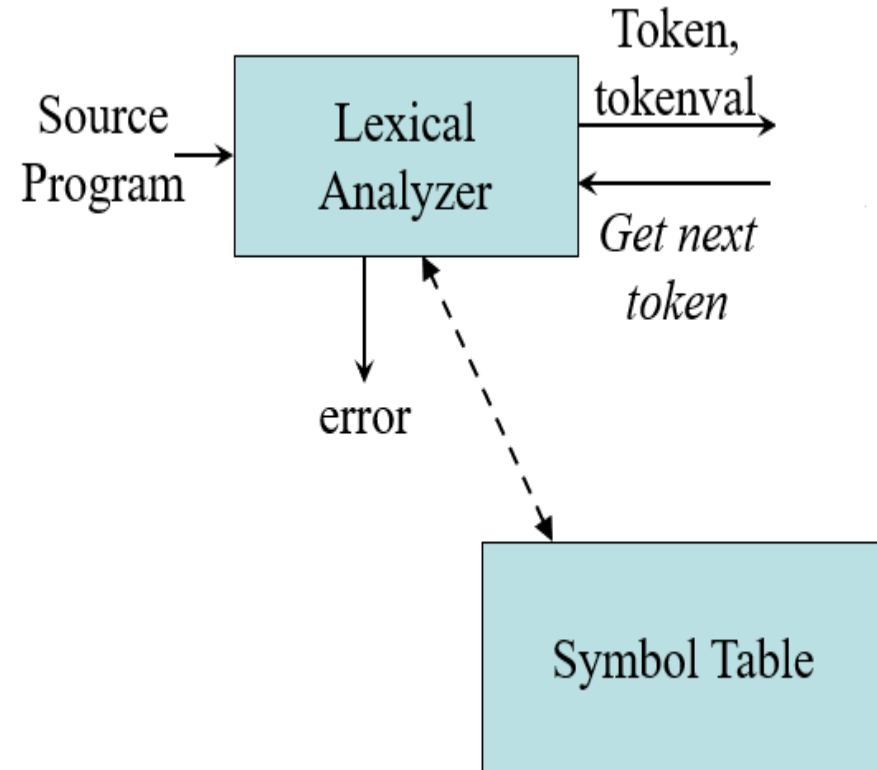 Token,
tokenval
Source
Program
Lexical
Analyzer
Get next
token
error
Symbol Table